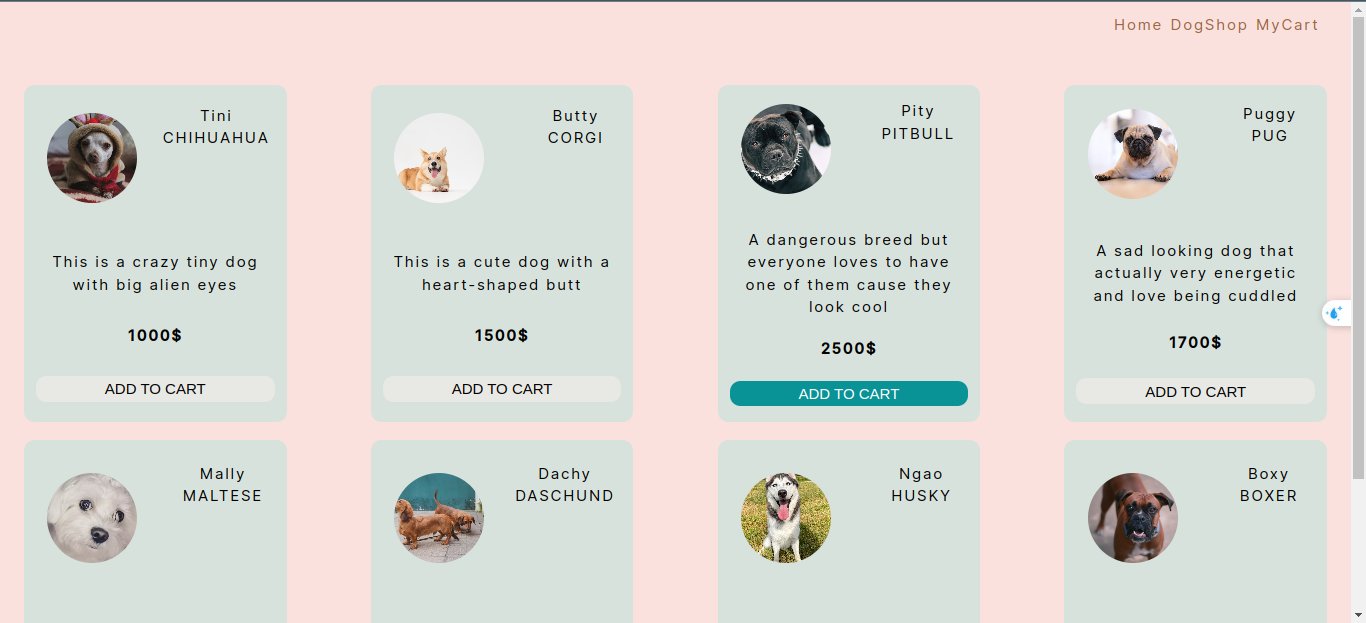 Home DogShop MyCart
Tini
CHIHUAHUA
This is a crazy tiny dog
with big alien eyes
1000$
ADD TO CART
Butty
CORGI
This is a cute dog with a
heart-shaped butt
1500$
ADD TO CART
Pity
PITBULL
A dangerous breed but
everyone loves to have
one of them cause they
look cool
2500$
ADD TO CART
Puggy
PUG
A sad looking dog that
actually very energetic
and love being cuddled
1700$
ADD TO CART
Mally
MALTESE
Dachy
DASCHUND
Ngao
HUSKY
Boxy
BOXER